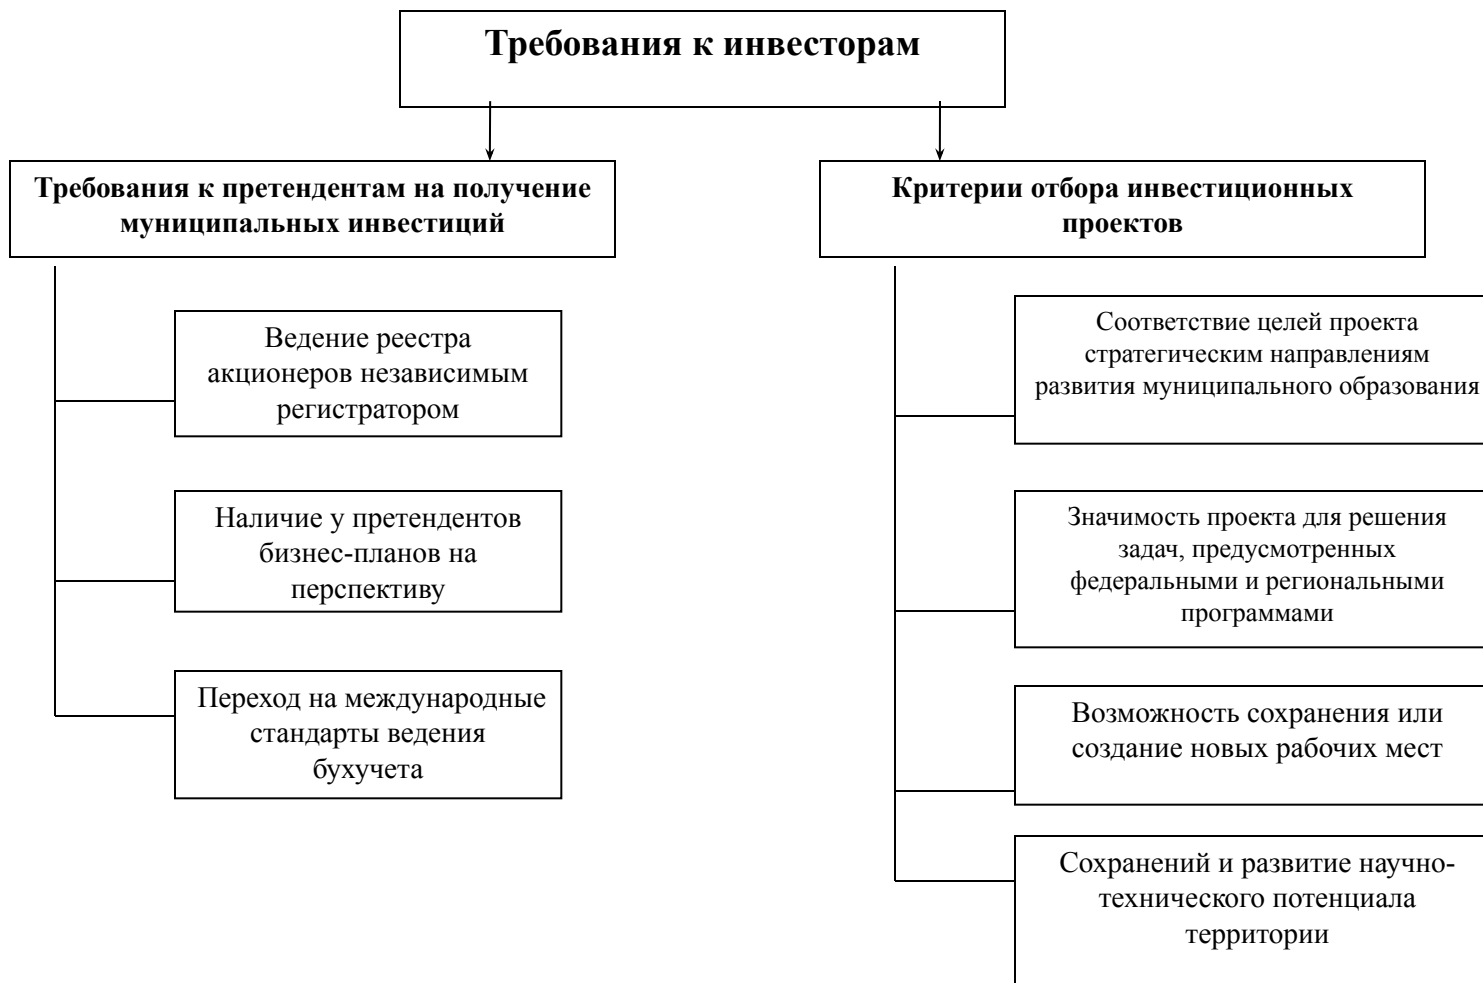 Требования к инвесторам
Требования к претендентам на получение
муниципальных инвестиций
Ведение реестра
акционеров независимым
регистратором
Наличие у претендентов
бизнес-планов на
перспективу
Переход на международные
стандарты ведения
бухучета
Критерии отбора инвестиционных
проектов
Соответствие целей проекта
стратегическим направлениям
развития муниципального образования
Значимость проекта для решения
задач, предусмотренных
федеральными и региональными
программами
Возможность сохранения или
создание новых рабочих мест
Сохранений и развитие научно-
технического потенциала
территории